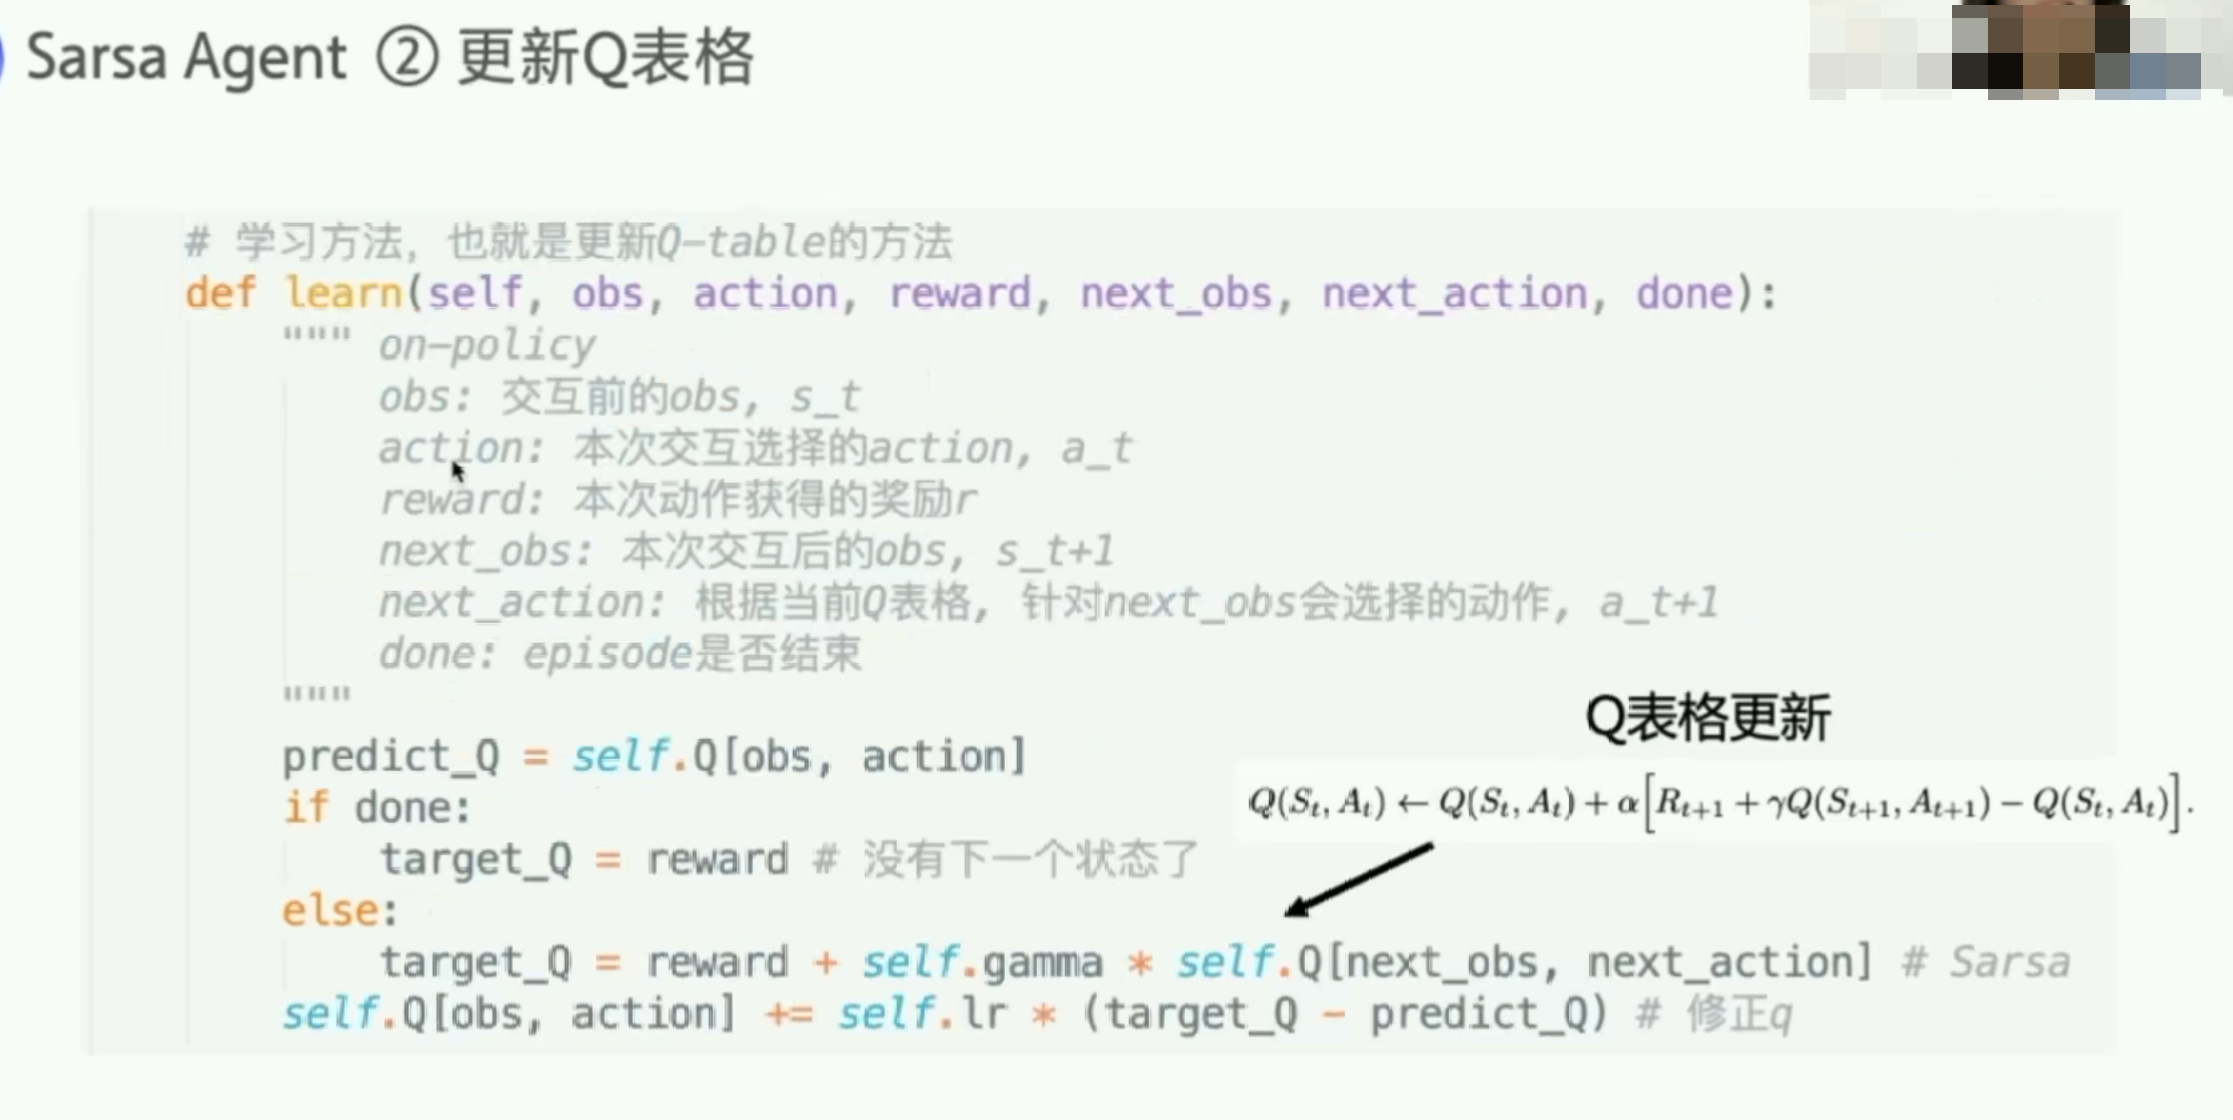 Sarsa Agent ② 更新Q表格
# 学习方法，也就是更新Q-table的方法
def learn(self, obs, action, reward, next_obs, next_action, done):
""" on-policy
obs: 交互前的obs, s_t
action: 本次交互选择的action, a_t
reward: 本次动作获得的奖励r
next_obs: 本次交互后的obs, s_t+1
next_action: 根据当前Q表格, 针对next_obs会选择的动作, a_t+1
done: episode是否结束
"""
predict_Q = self.Q[obs, action]
if done:
target_Q = reward # 没有下一个状态了
else:
target_Q = reward + self.gamma * self.Q[next_obs, next_action] # Sarsa
self.Q[obs, action] += self.lr * (target_Q - predict_Q) # 修正q
Q表格更新
Q(S_t, A_t) ← Q(S_t, A_t) + α[R_{t+1} + γQ(S_{t+1}, A_{t+1}) − Q(S_t, A_t)].